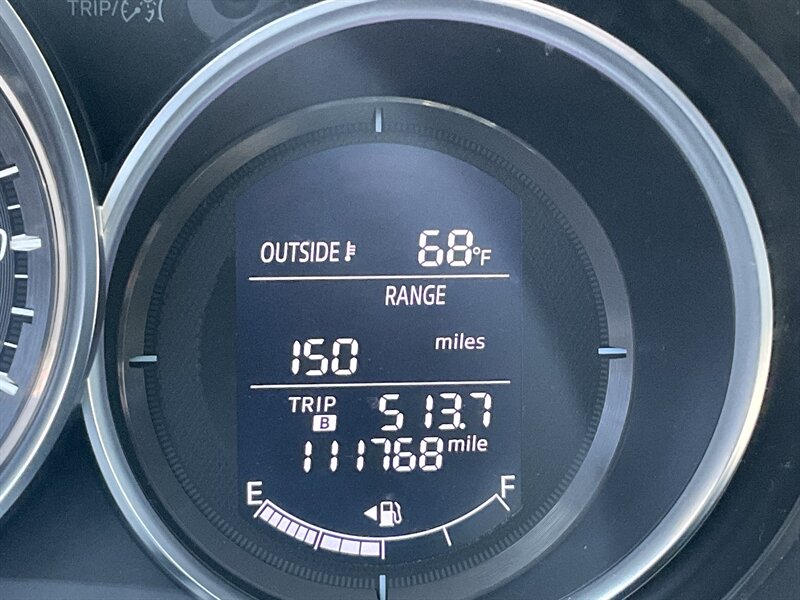 TRIP/
OUTSIDE 68°F
RANGE
150 miles
TRIP B 513.7
111768 mile
E F